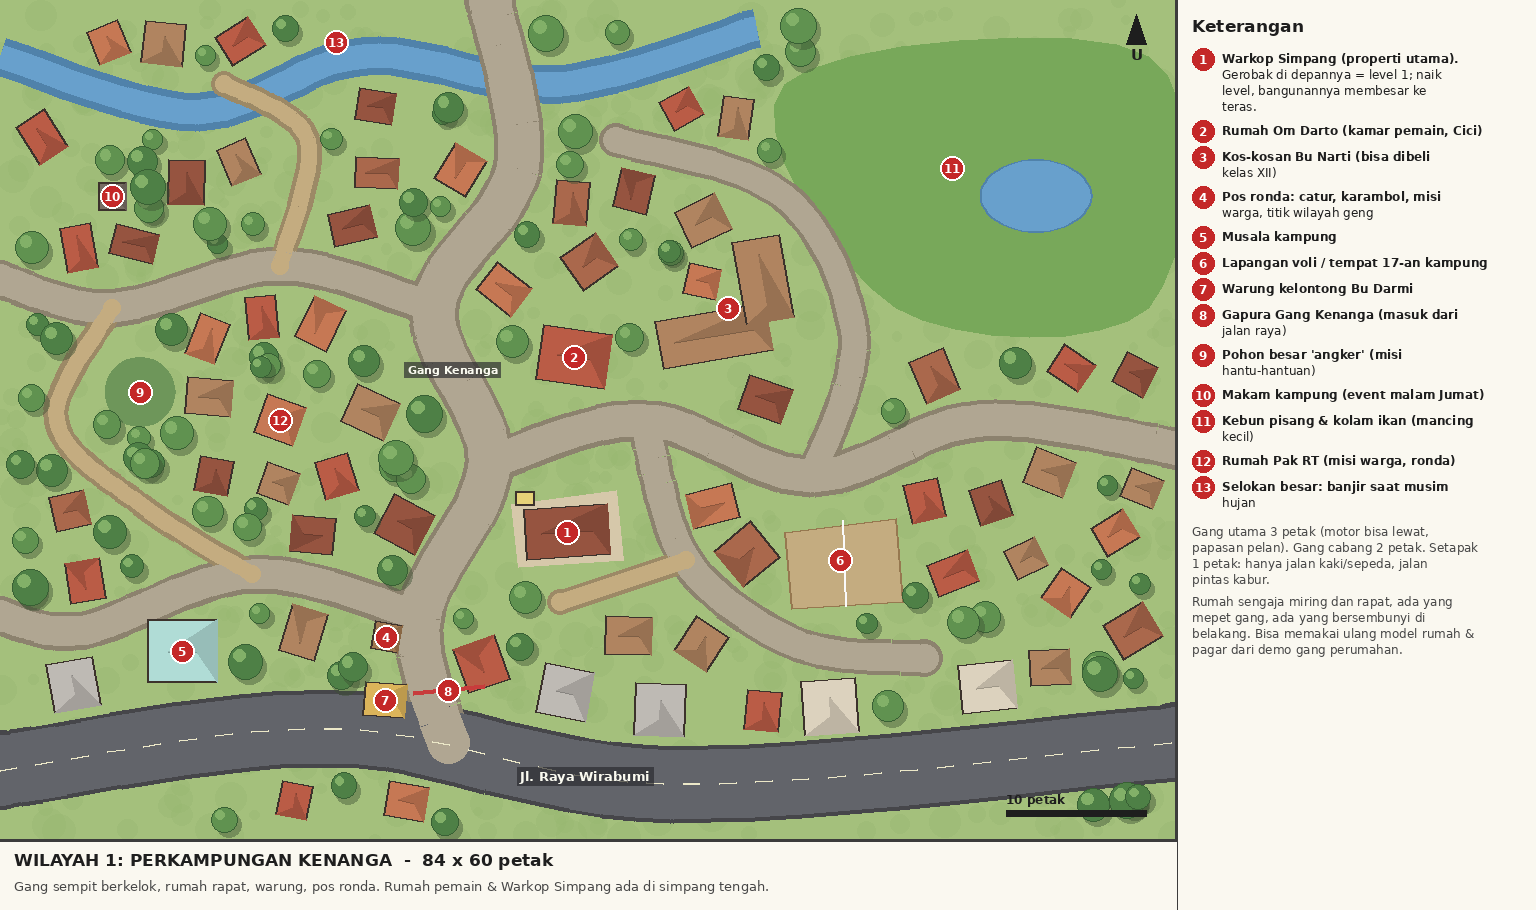 13
U
10
11
3
2
Gang Kenanga
9
12
1
6
4
5
8
7
Jl. Raya Wirabumi
10 petak
WILAYAH 1: PERKAMPUNGAN KENANGA - 84 x 60 petak
Gang sempit berkelok, rumah rapat, warung, pos ronda. Rumah pemain & Warkop Simpang ada di simpang tengah.
Keterangan
1 Warkop Simpang (properti utama).
Gerobak di depannya = level 1; naik
level, bangunannya membesar ke
teras.
2 Rumah Om Darto (kamar pemain, Cici)
3 Kos-kosan Bu Narti (bisa dibeli
kelas XII)
4 Pos ronda: catur, karambol, misi
warga, titik wilayah geng
5 Musala kampung
6 Lapangan voli / tempat 17-an kampung
7 Warung kelontong Bu Darmi
8 Gapura Gang Kenanga (masuk dari
jalan raya)
9 Pohon besar 'angker' (misi
hantu-hantuan)
10 Makam kampung (event malam Jumat)
11 Kebun pisang & kolam ikan (mancing
kecil)
12 Rumah Pak RT (misi warga, ronda)
13 Selokan besar: banjir saat musim
hujan
Gang utama 3 petak (motor bisa lewat,
papasan pelan). Gang cabang 2 petak. Setapak
1 petak: hanya jalan kaki/sepeda, jalan
pintas kabur.
Rumah sengaja miring dan rapat, ada yang
mepet gang, ada yang bersembunyi di
belakang. Bisa memakai ulang model rumah &
pagar dari demo gang perumahan.